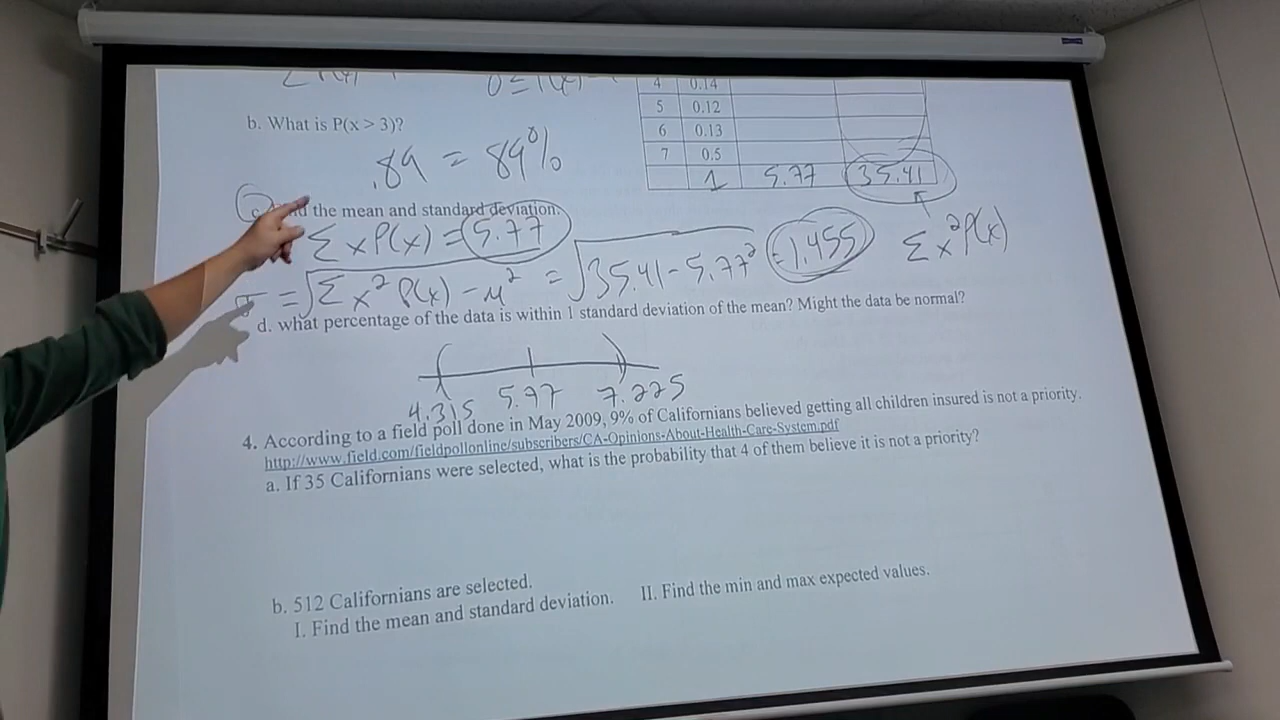 4 0.14
5 0.12
6 0.13
7 0.5
1 5.77 35.41
b. What is P(x > 3)?
.89 = 89%
the mean and standard deviation.
Σ x P(x) = 5.77
σ = √Σ x² P(x) - μ² = √35.41 - 5.77² = 1.455
Σ x² P(x)
d. what percentage of the data is within 1 standard deviation of the mean? Might the data be normal?
4.315 5.77 7.225
4. According to a field poll done in May 2009, 9% of Californians believed getting all children insured is not a priority.
http://www.field.com/fieldpollonline/subscribers/CA-Opinions-About-Health-Care-System.pdf
a. If 35 Californians were selected, what is the probability that 4 of them believe it is not a priority?
b. 512 Californians are selected.
I. Find the mean and standard deviation. II. Find the min and max expected values.